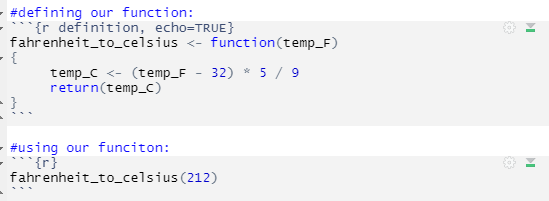 #defining our function:
```{r definition, echo=TRUE}
fahrenheit_to_celsius <- function(temp_F)
{
     temp_C <- (temp_F - 32) * 5 / 9
     return(temp_C)
}
```
#using our funciton:
```{r}
fahrenheit_to_celsius(212)
```